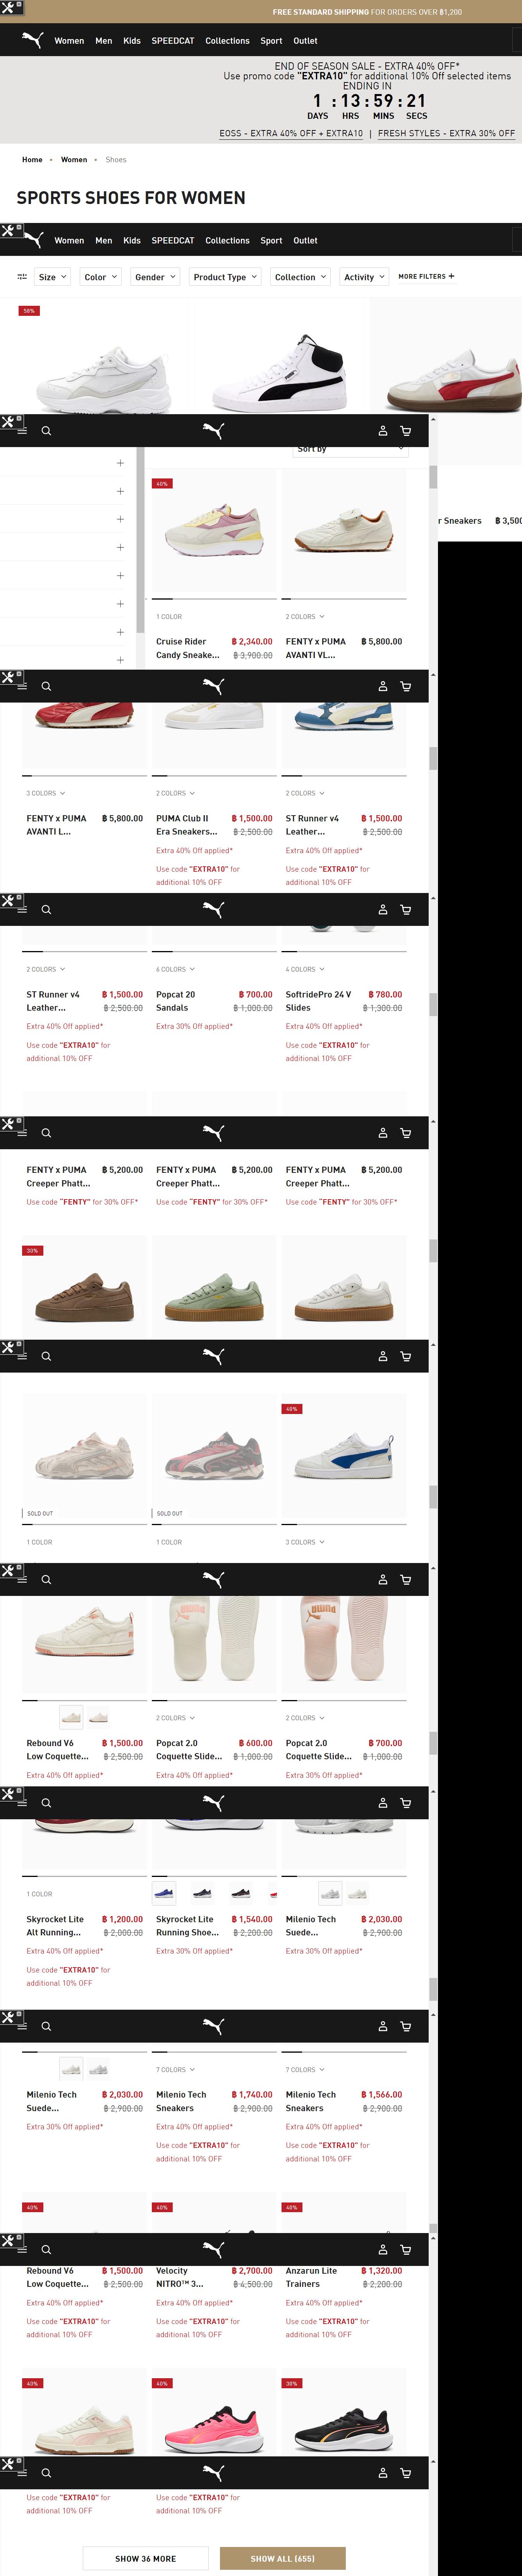 FREE STANDARD SHIPPING FOR ORDERS OVER ฿1,200
Women Men Kids SPEEDCAT Collections Sport Outlet
END OF SEASON SALE - EXTRA 40% OFF*
Use promo code "EXTRA10" for additional 10% Off selected items
ENDING IN
1 : 13 : 59 : 21
DAYS HRS MINS SECS
EOSS - EXTRA 40% OFF + EXTRA10 | FRESH STYLES - EXTRA 30% OFF
Home • Women • Shoes
SPORTS SHOES FOR WOMEN
Women Men Kids SPEEDCAT Collections Sport Outlet
Size Color Gender Product Type Collection Activity MORE FILTERS +
50%
Sort by
r Sneakers ฿ 3,500
40%
1 COLOR 2 COLORS
Cruise Rider ฿ 2,340.00 FENTY x PUMA ฿ 5,800.00
Candy Sneake... ฿ 3,900.00 AVANTI VL...
3 COLORS 2 COLORS 2 COLORS
FENTY x PUMA ฿ 5,800.00 PUMA Club II ฿ 1,500.00 ST Runner v4 ฿ 1,500.00
AVANTI L... Era Sneakers... ฿ 2,500.00 Leather... ฿ 2,500.00
Extra 40% Off applied* Extra 40% Off applied*
Use code "EXTRA10" for Use code "EXTRA10" for
additional 10% OFF additional 10% OFF
2 COLORS 6 COLORS 4 COLORS
ST Runner v4 ฿ 1,500.00 Popcat 20 ฿ 700.00 SoftridePro 24 V ฿ 780.00
Leather... ฿ 2,500.00 Sandals ฿ 1,000.00 Slides ฿ 1,300.00
Extra 40% Off applied* Extra 30% Off applied* Extra 40% Off applied*
Use code "EXTRA10" for Use code "EXTRA10" for
additional 10% OFF additional 10% OFF
FENTY x PUMA ฿ 5,200.00 FENTY x PUMA ฿ 5,200.00 FENTY x PUMA ฿ 5,200.00
Creeper Phatt... Creeper Phatt... Creeper Phatt...
Use code "FENTY" for 30% OFF* Use code "FENTY" for 30% OFF* Use code "FENTY" for 30% OFF*
30%
40%
SOLD OUT SOLD OUT
1 COLOR 1 COLOR 3 COLORS
2 COLORS 2 COLORS
Rebound V6 ฿ 1,500.00 Popcat 2.0 ฿ 600.00 Popcat 2.0 ฿ 700.00
Low Coquette... ฿ 2,500.00 Coquette Slide... ฿ 1,000.00 Coquette Slide... ฿ 1,000.00
Extra 40% Off applied* Extra 40% Off applied* Extra 30% Off applied*
1 COLOR
Skyrocket Lite ฿ 1,200.00 Skyrocket Lite ฿ 1,540.00 Milenio Tech ฿ 2,030.00
Alt Running... ฿ 2,000.00 Running Shoe... ฿ 2,200.00 Suede... ฿ 2,900.00
Extra 40% Off applied* Extra 30% Off applied* Extra 30% Off applied*
Use code "EXTRA10" for
additional 10% OFF
7 COLORS 7 COLORS
Milenio Tech ฿ 2,030.00 Milenio Tech ฿ 1,740.00 Milenio Tech ฿ 1,566.00
Suede... ฿ 2,900.00 Sneakers ฿ 2,900.00 Sneakers ฿ 2,900.00
Extra 30% Off applied* Extra 40% Off applied* Extra 40% Off applied*
Use code "EXTRA10" for Use code "EXTRA10" for
additional 10% OFF additional 10% OFF
40% 40% 40%
Rebound V6 ฿ 1,500.00 Velocity ฿ 2,700.00 Anzarun Lite ฿ 1,320.00
Low Coquette... ฿ 2,500.00 NITRO™ 3... ฿ 4,500.00 Trainers ฿ 2,200.00
Extra 40% Off applied* Extra 40% Off applied* Extra 40% Off applied*
Use code "EXTRA10" for Use code "EXTRA10" for Use code "EXTRA10" for
additional 10% OFF additional 10% OFF additional 10% OFF
40% 40% 30%
Use code "EXTRA10" for Use code "EXTRA10" for
additional 10% OFF additional 10% OFF
SHOW 36 MORE SHOW ALL (655)